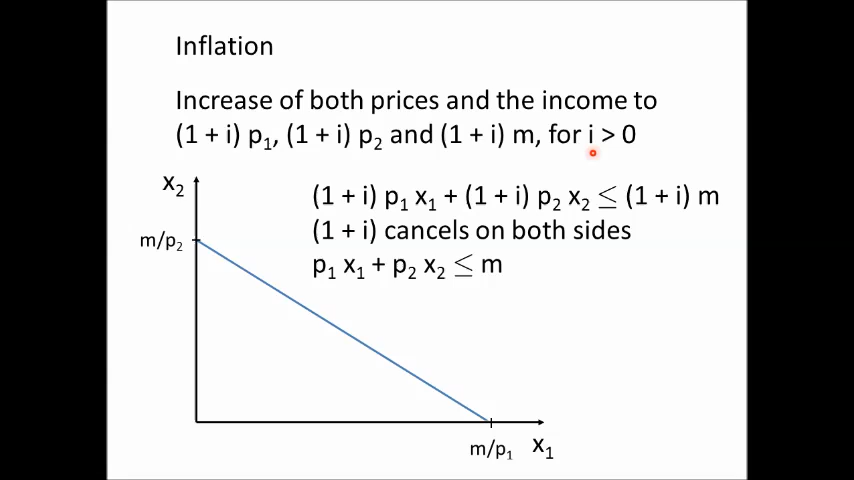 Inflation
Increase of both prices and the income to
(1 + i) p₁, (1 + i) p₂ and (1 + i) m, for i > 0
x₂
(1 + i) p₁ x₁ + (1 + i) p₂ x₂ ≤ (1 + i) m
(1 + i) cancels on both sides
m/p₂
p₁ x₁ + p₂ x₂ ≤ m
m/p₁
x₁